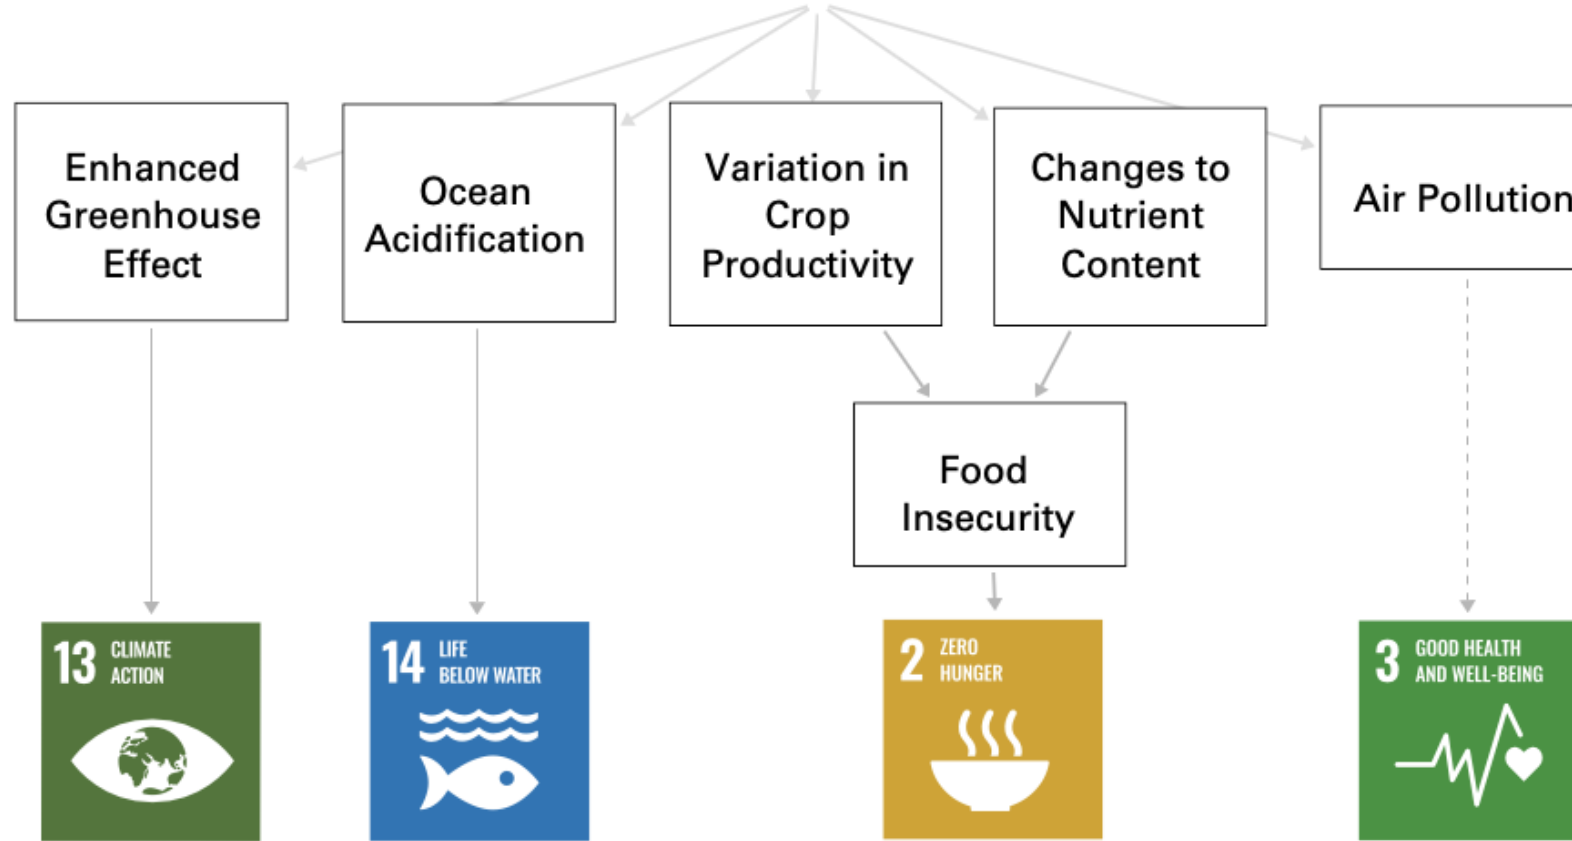 Enhanced
Greenhouse
Effect
Ocean
Acidification
Variation in
Crop
Productivity
Changes to
Nutrient
Content
Air Pollution
Food
Insecurity
13 CLIMATE
ACTION
14 LIFE
BELOW WATER
2 ZERO
HUNGER
3 GOOD HEALTH
AND WELL-BEING